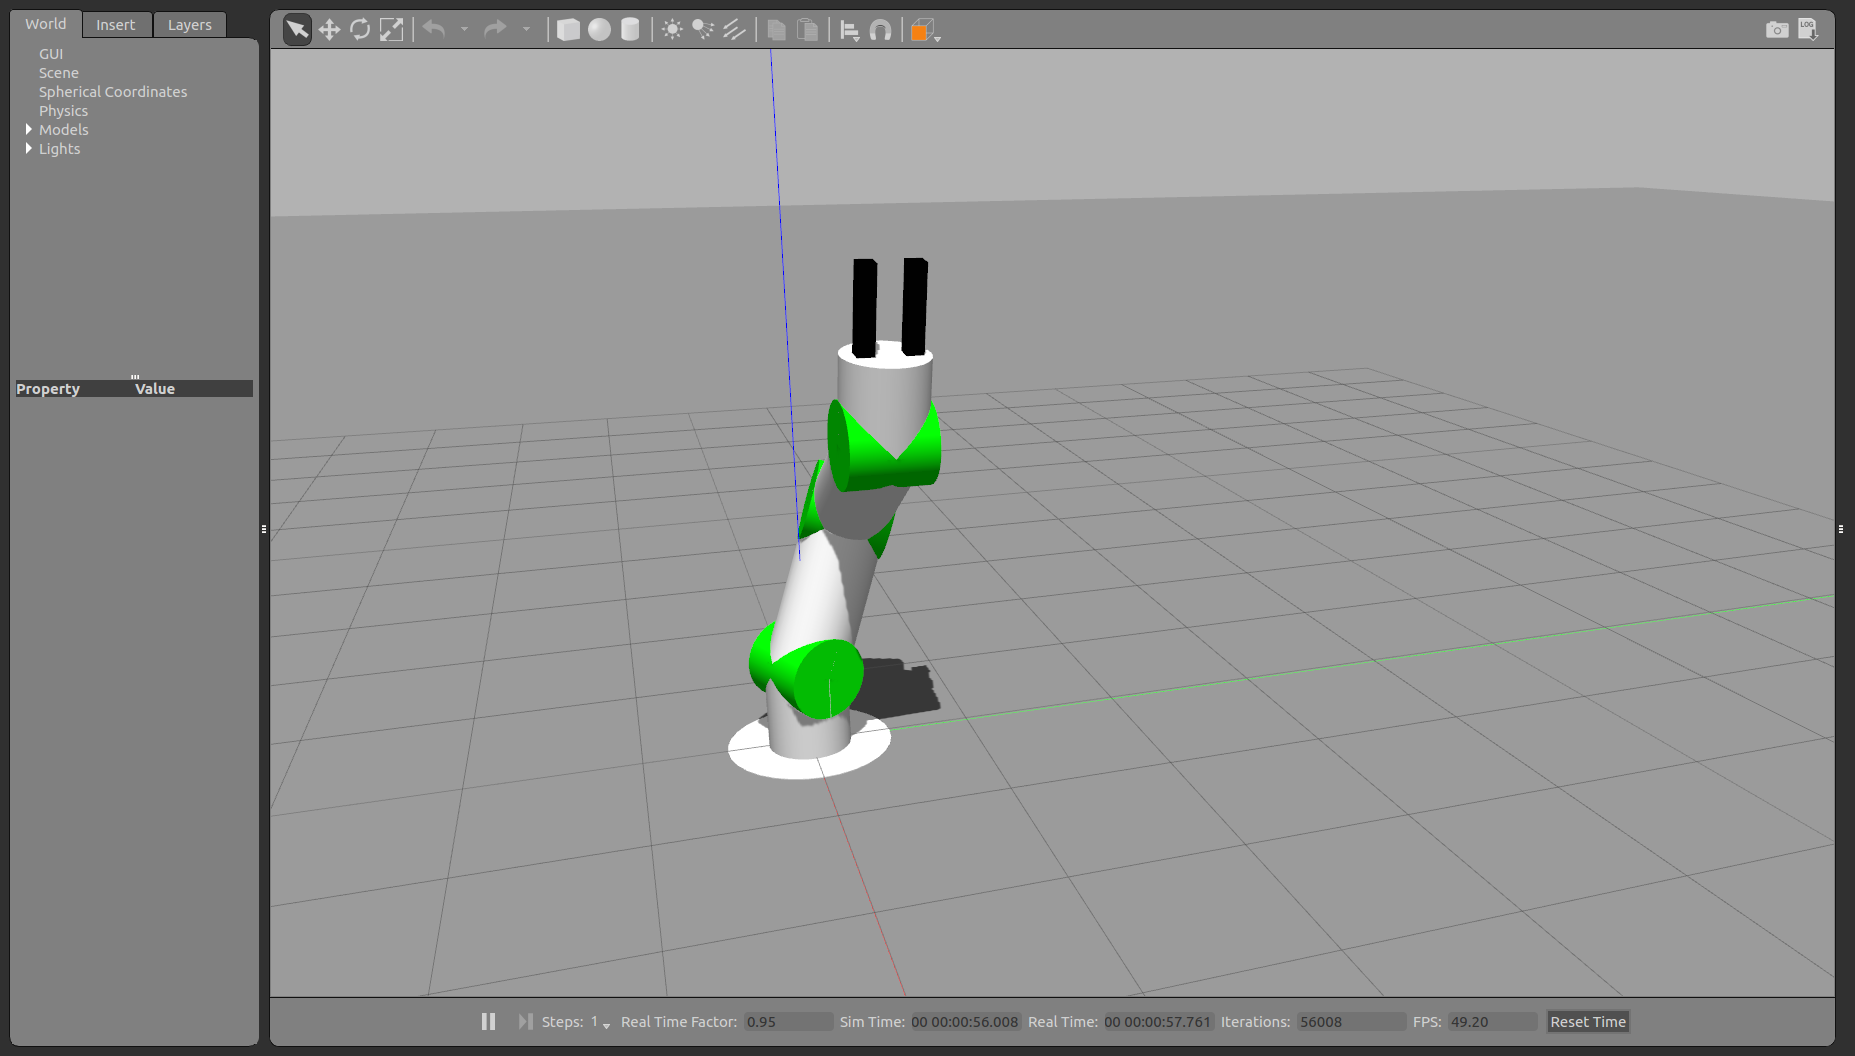 World Insert Layers
GUI
Scene
Spherical Coordinates
Physics
Models
Lights
Property Value
LOG
Steps: 1 Real Time Factor: 0.95 Sim Time: 00 00:00:56.008 Real Time: 00 00:00:57.761 Iterations: 56008 FPS: 49.20 Reset Time